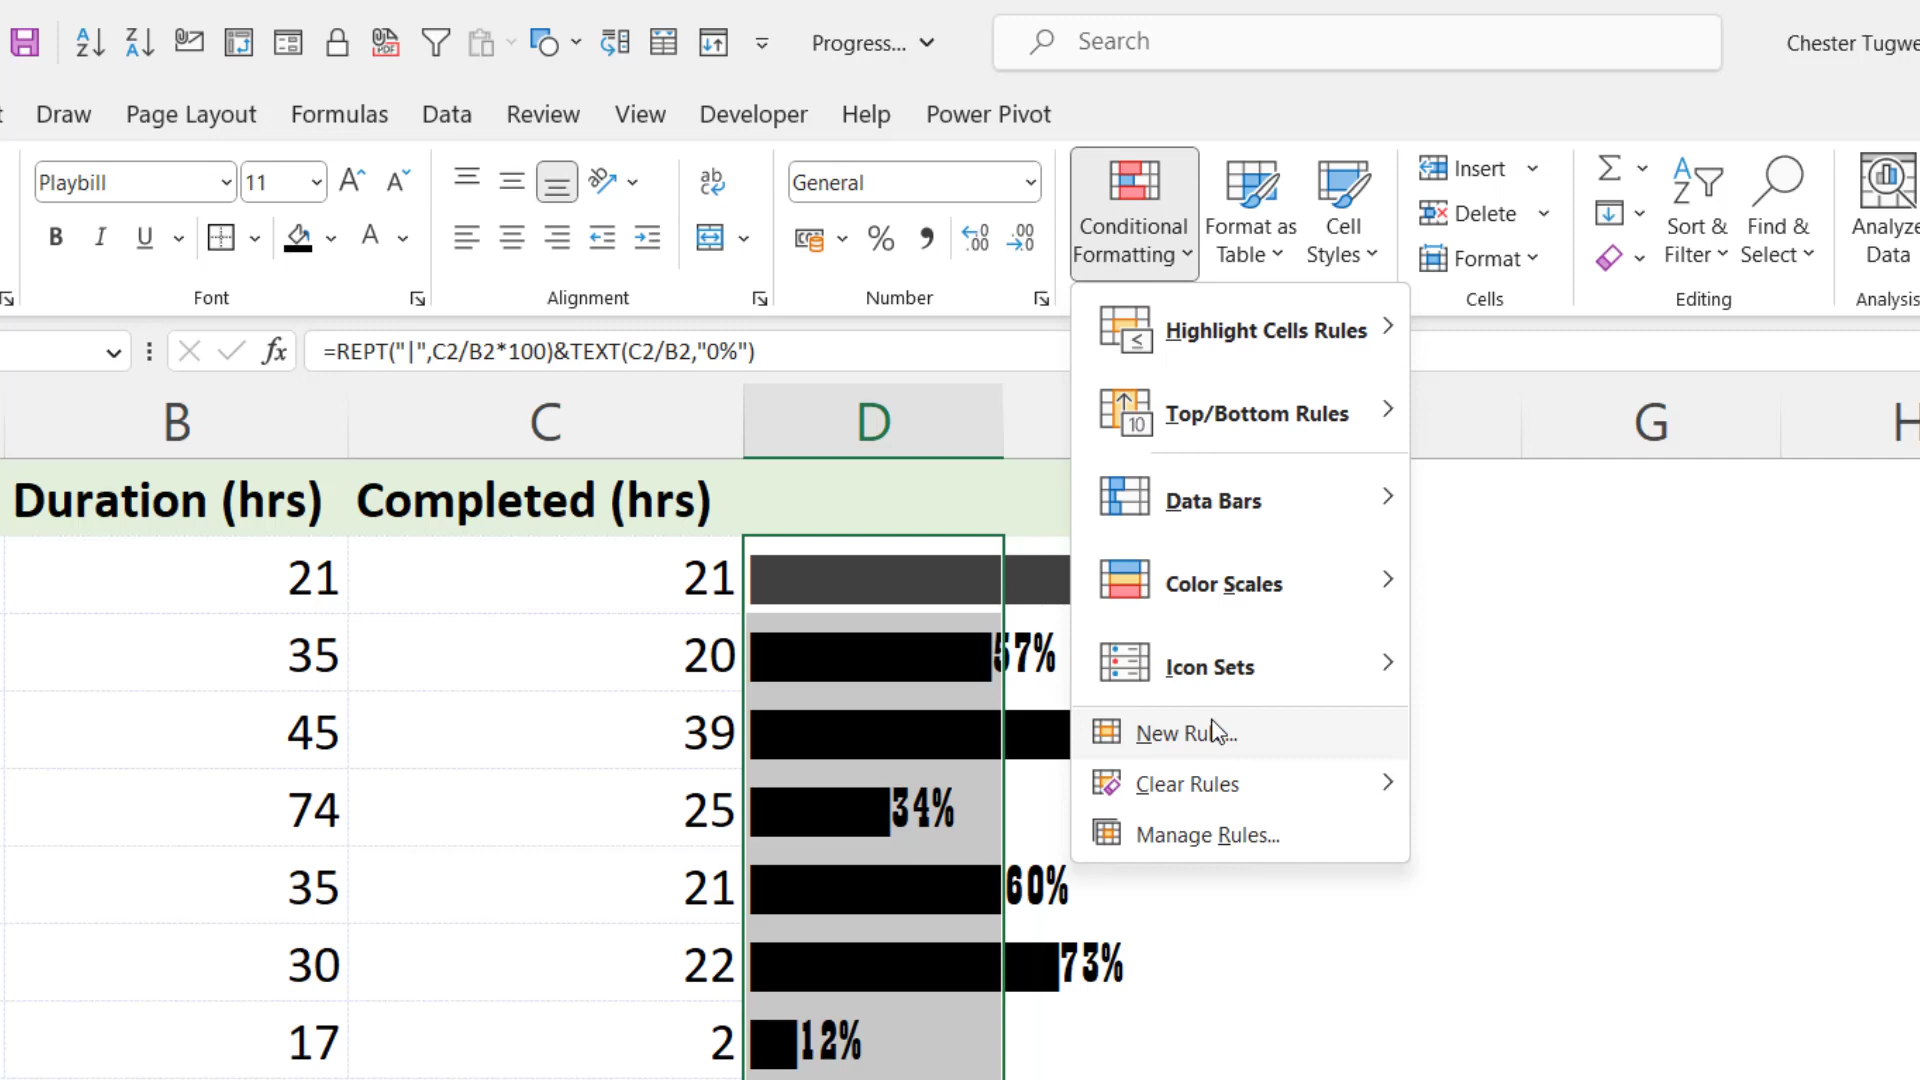 Progress...
Search
Chester Tugwe
Draw
Page Layout
Formulas
Data
Review
View
Developer
Help
Power Pivot
Playbill
11
General
Conditional Formatting
Format as Table
Cell Styles
Insert
Delete
Format
Sort & Filter
Find & Select
Analyze Data
Font
Alignment
Number
Cells
Editing
Analysis
=REPT("|",C2/B2*100)&TEXT(C2/B2,"0%")
Highlight Cells Rules
Top/Bottom Rules
Data Bars
Color Scales
Icon Sets
New Rule...
Clear Rules
Manage Rules...
B C D G H
Duration (hrs) Completed (hrs)
21 21
35 20 57%
45 39
74 25 34%
35 21 60%
30 22 73%
17 2 12%